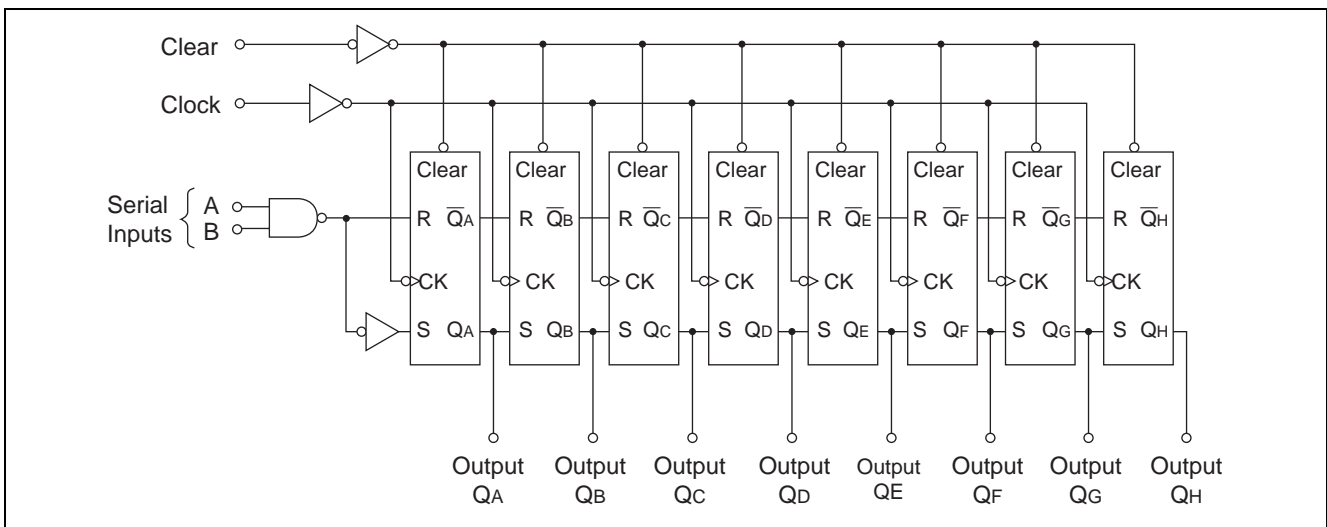 Clear
Clock
Clear Clear Clear Clear Clear Clear Clear Clear
Serial A
Inputs B
R Q̅A R Q̅B R Q̅C R Q̅D R Q̅E R Q̅F R Q̅G R Q̅H
CK CK CK CK CK CK CK CK
S QA S QB S QC S QD S QE S QF S QG S QH
Output Output Output Output Output Output Output Output
QA QB QC QD QE QF QG QH